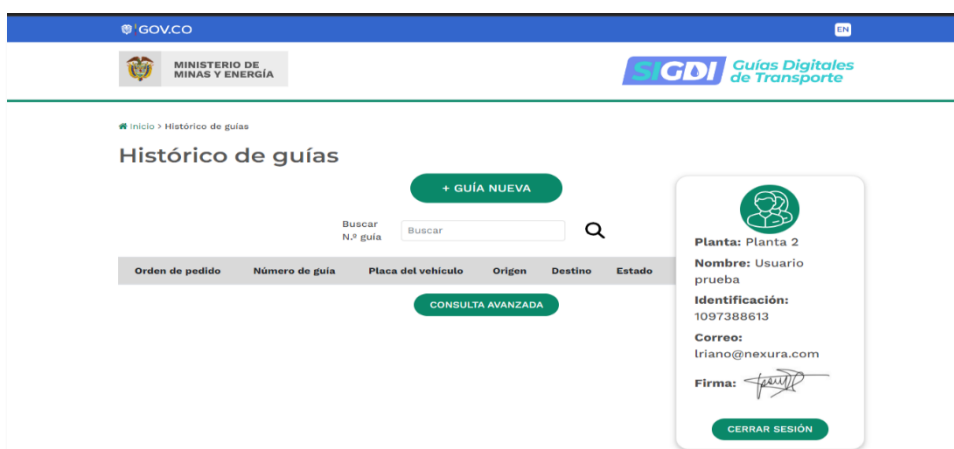 GOV.CO
EN
MINISTERIO DE
MINAS Y ENERGÍA
SIGDI
Guías Digitales
de Transporte
Inicio > Histórico de guías
Histórico de guías
+ GUÍA NUEVA
Buscar
N.º guía
Buscar
Orden de pedido Número de guia Placa del vehículo Origen Destino Estado
CONSULTA AVANZADA
Planta: Planta 2
Nombre: Usuario
prueba
Identificación:
1097388613
Correo:
lriano@nexura.com
Firma:
CERRAR SESIÓN